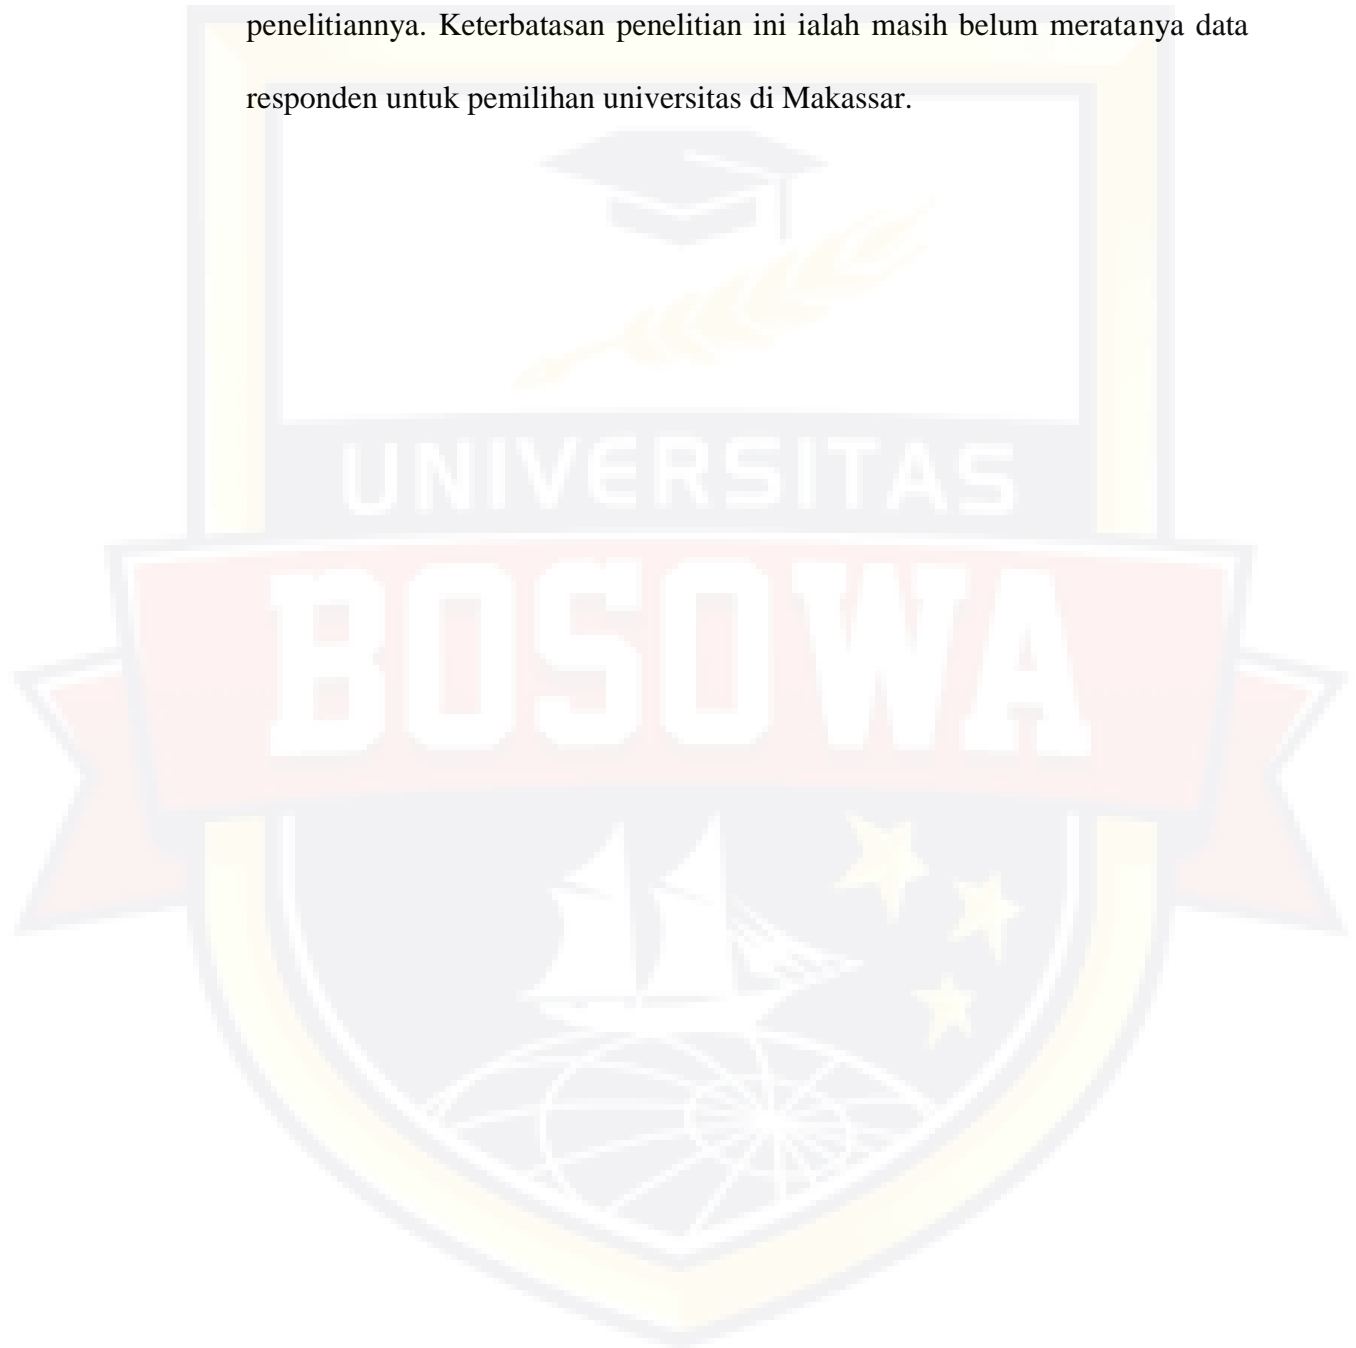 penelitiannya. Keterbatasan penelitian ini ialah masih belum meratanya data
responden untuk pemilihan universitas di Makassar.
UNIVERSITAS
BOSOWA